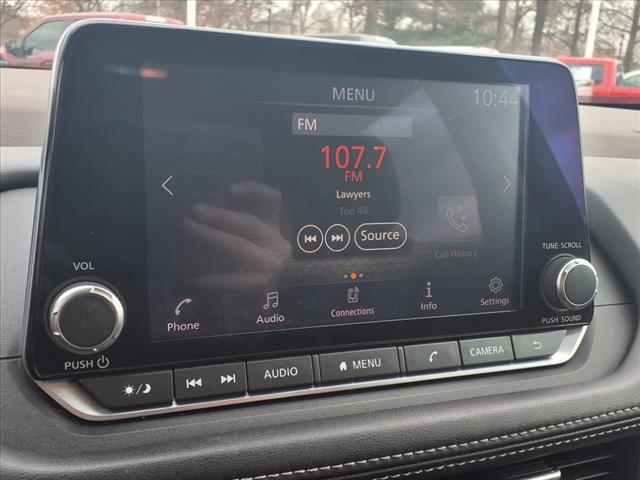 MENU
10:44
FM
107.7
FM
Lawyers
Top 40
Source
Call History
Phone
Audio
Connections
Info
Settings
VOL
PUSH
TUNE·SCROLL
PUSH SOUND
AUDIO
MENU
CAMERA